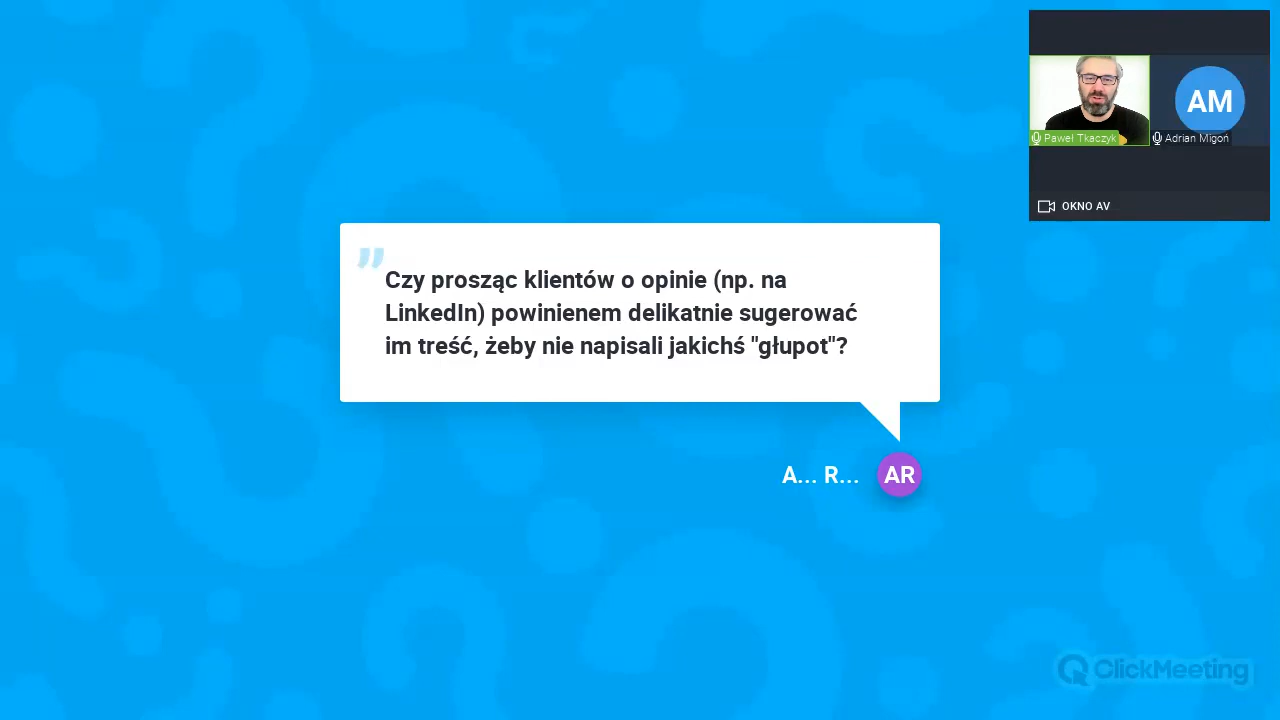 AM
Paweł Tkaczyk
Adrian Migoń
OKNO AV
"
Czy prosząc klientów o opinie (np. na
LinkedIn) powinienem delikatnie sugerować
im treść, żeby nie napisali jakichś "głupot"?
A... R...
AR
ClickMeeting